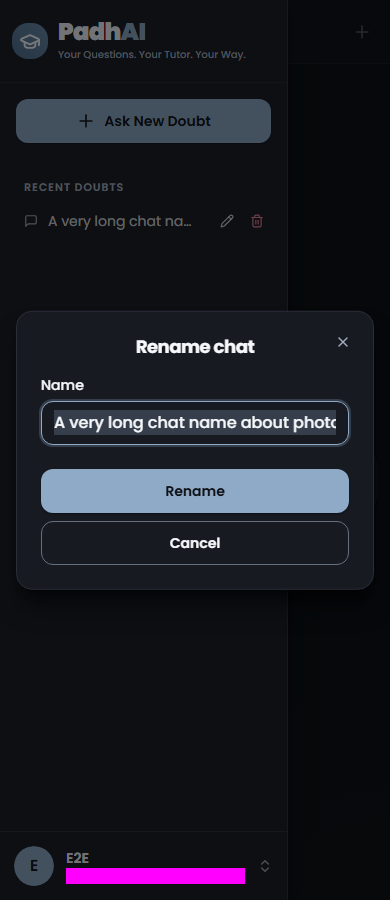 PadhAI
Your Questions. Your Tutor. Your Way.
Ask New Doubt
RECENT DOUBTS
A very long chat na...
Rename chat
Name
A very long chat name about photo
Rename
Cancel
E
E2E